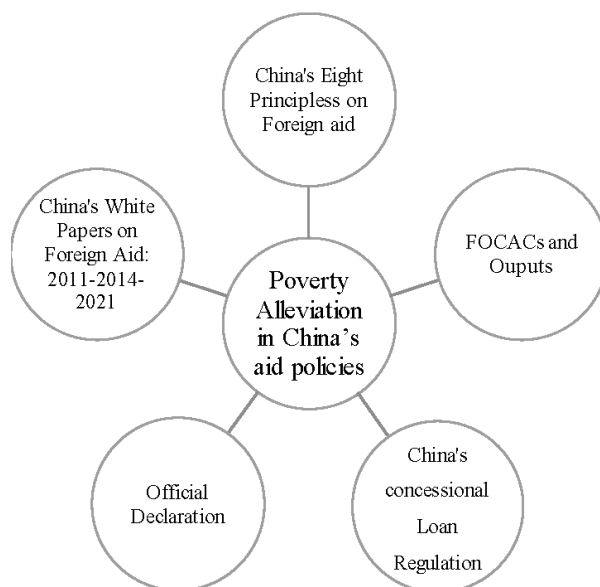 China's Eight
Principless on
Foreign aid
China's White
Papers on
Foreign Aid:
2011-2014-
2021
FOCACs and
Ouputs
Poverty
Alleviation
in China’s
aid policies
Official
Declaration
China's
concessional
Loan
Regulation